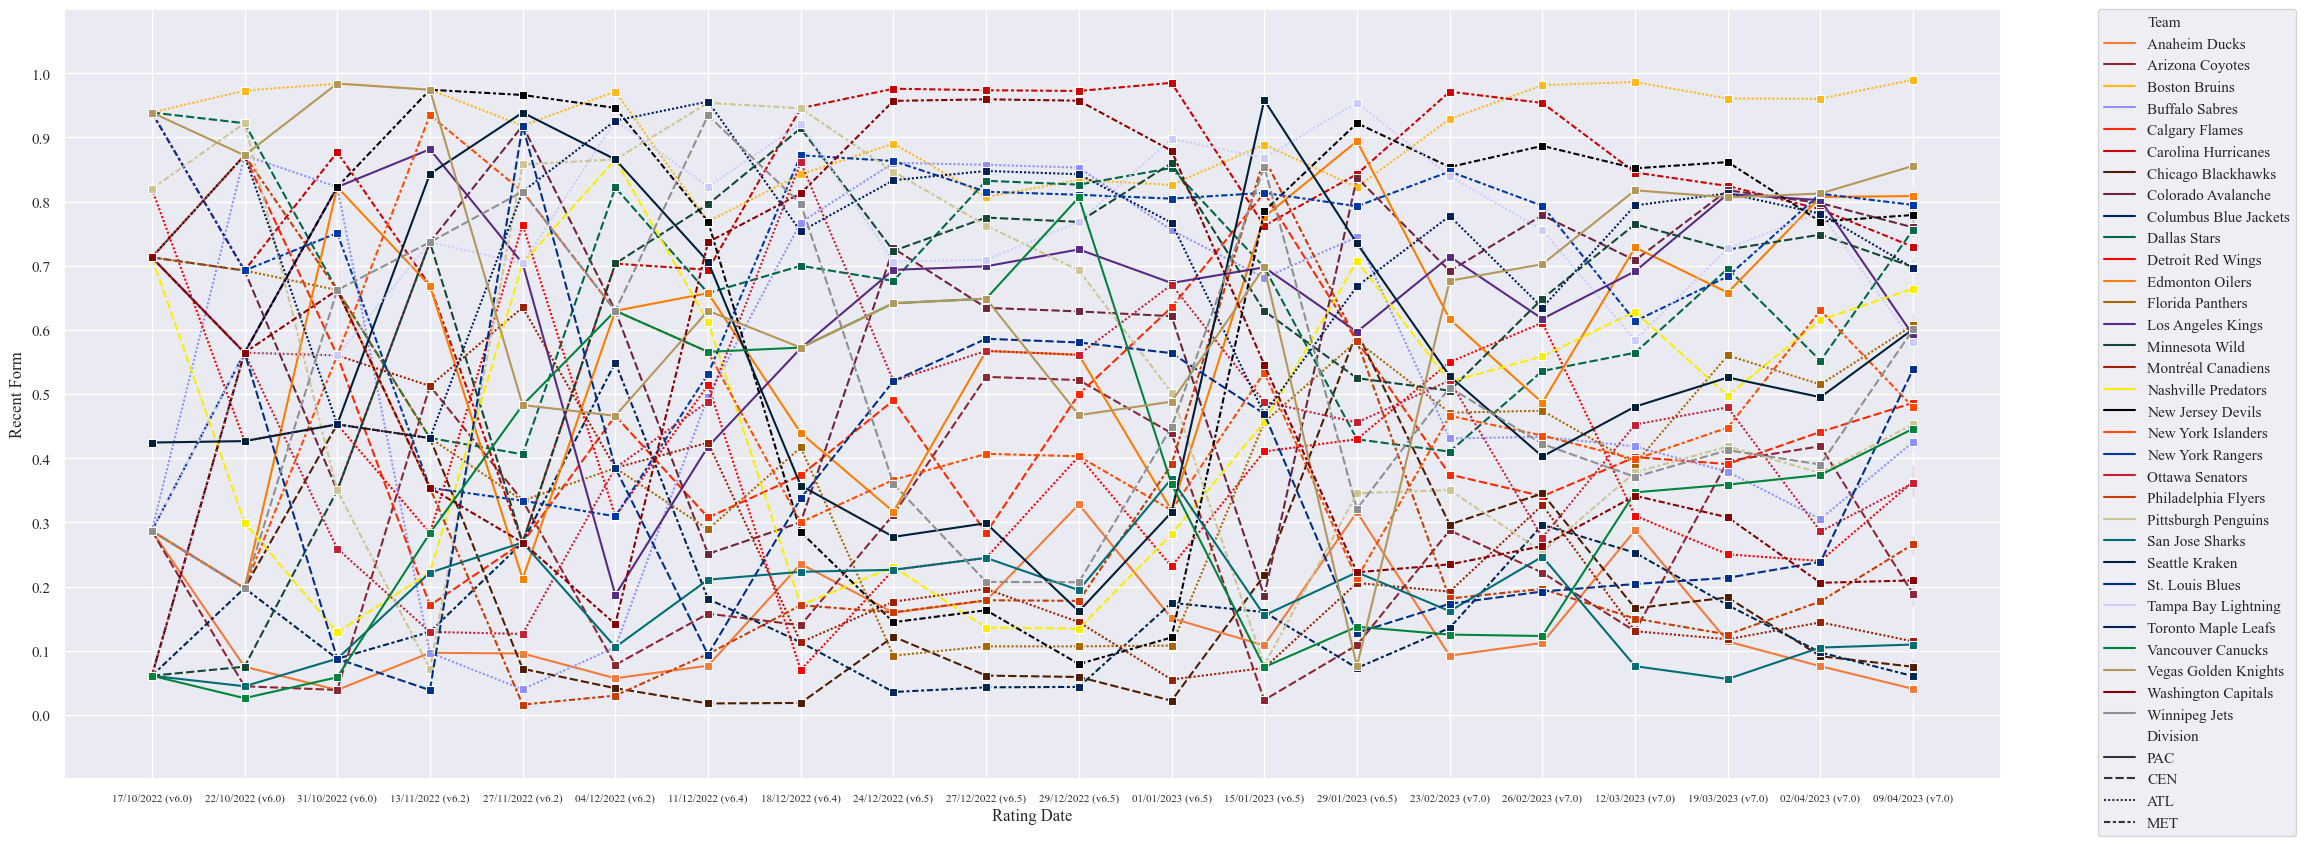 1.0
0.9
0.8
0.7
0.6
0.5
0.4
0.3
0.2
0.1
0.0
Recent Form
17/10/2022 (v6.0) 22/10/2022 (v6.0) 31/10/2022 (v6.0) 13/11/2022 (v6.2) 27/11/2022 (v6.2) 04/12/2022 (v6.2) 11/12/2022 (v6.4) 18/12/2022 (v6.4) 24/12/2022 (v6.5) 27/12/2022 (v6.5) 29/12/2022 (v6.5) 01/01/2023 (v6.5) 15/01/2023 (v6.5) 29/01/2023 (v6.5) 23/02/2023 (v7.0) 26/02/2023 (v7.0) 12/03/2023 (v7.0) 19/03/2023 (v7.0) 02/04/2023 (v7.0) 09/04/2023 (v7.0)
Rating Date
Team
Anaheim Ducks
Arizona Coyotes
Boston Bruins
Buffalo Sabres
Calgary Flames
Carolina Hurricanes
Chicago Blackhawks
Colorado Avalanche
Columbus Blue Jackets
Dallas Stars
Detroit Red Wings
Edmonton Oilers
Florida Panthers
Los Angeles Kings
Minnesota Wild
Montréal Canadiens
Nashville Predators
New Jersey Devils
New York Islanders
New York Rangers
Ottawa Senators
Philadelphia Flyers
Pittsburgh Penguins
San Jose Sharks
Seattle Kraken
St. Louis Blues
Tampa Bay Lightning
Toronto Maple Leafs
Vancouver Canucks
Vegas Golden Knights
Washington Capitals
Winnipeg Jets
Division
PAC
CEN
ATL
MET